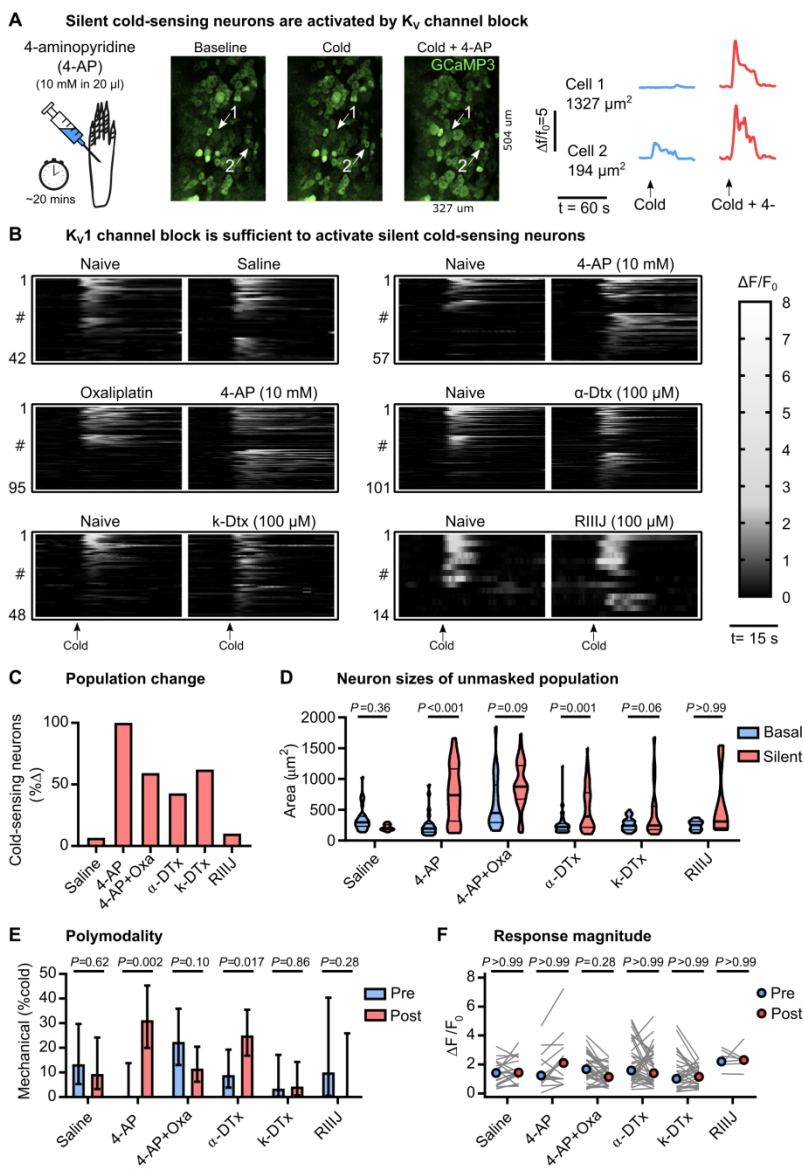 A Silent cold-sensing neurons are activated by KV channel block
4-aminopyridine
(4-AP)
(10 mM in 20 µl)
~20 mins
Baseline Cold Cold + 4-AP
GCaMP3
1 1 1
2 2 2
504 um
327 um
Δf/f0=5
t = 60 s
Cell 1
1327 µm²
Cell 2
194 µm²
Cold Cold + 4-
B KV1 channel block is sufficient to activate silent cold-sensing neurons
Naive Saline Naive 4-AP (10 mM)
1 1
# #
42 57
Oxaliplatin 4-AP (10 mM) Naive α-Dtx (100 µM)
1 1
# #
95 101
Naive k-Dtx (100 µM) Naive RIIIJ (100 µM)
1 1
# #
48 14
Cold Cold Cold Cold
ΔF/F0
8
7
6
5
4
3
2
1
0
t= 15 s
C Population change
Cold-sensing neurons
(%Δ)
100
50
0
Saline 4-AP 4-AP+Oxa α-DTx k-DTx RIIIJ
D Neuron sizes of unmasked population
P=0.36 P<0.001 P=0.09 P=0.001 P=0.06 P>0.99
Area (µm²)
2000
1500
1000
500
0
Basal
Silent
Saline 4-AP 4-AP+Oxa α-DTx k-DTx RIIIJ
E Polymodality
P=0.62 P=0.002 P=0.10 P=0.017 P=0.86 P=0.28
Mechanical (%cold)
50
40
30
20
10
0
Pre
Post
Saline 4-AP 4-AP+Oxa α-DTx k-DTx RIIIJ
F Response magnitude
P>0.99 P>0.99 P=0.28 P>0.99 P>0.99 P>0.99
ΔF/F0
8
6
4
2
0
Pre
Post
Saline 4-AP 4-AP+Oxa α-DTx k-DTx RIIIJ